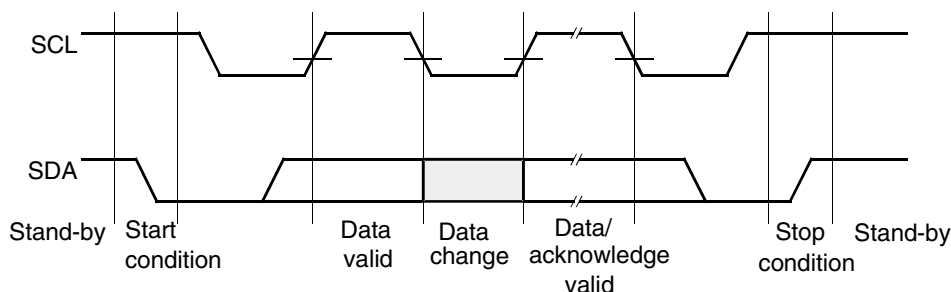 SCL
SDA
Stand-by
Start
condition
Data
valid
Data
change
Data/
acknowledge
valid
Stop
condition
Stand-by